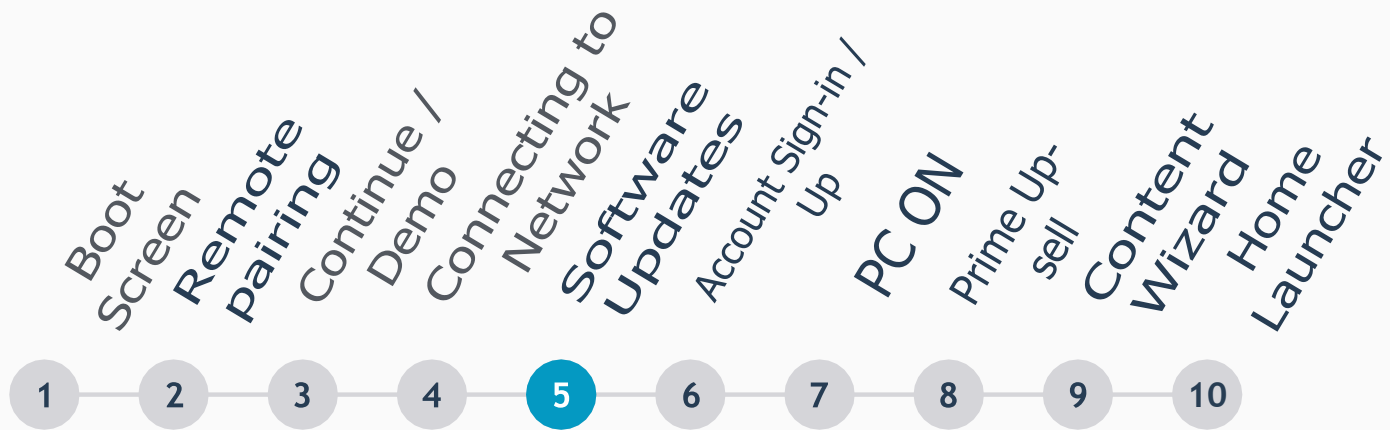 Boot
Screen
Remote
pairing
Continue /
Demo
Connecting to
Network
Software
Updates
Account Sign-in /
Up
PC ON
Prime Up-
sell
Content
Wizard
Home
Launcher
1 2 3 4 5 6 7 8 9 10